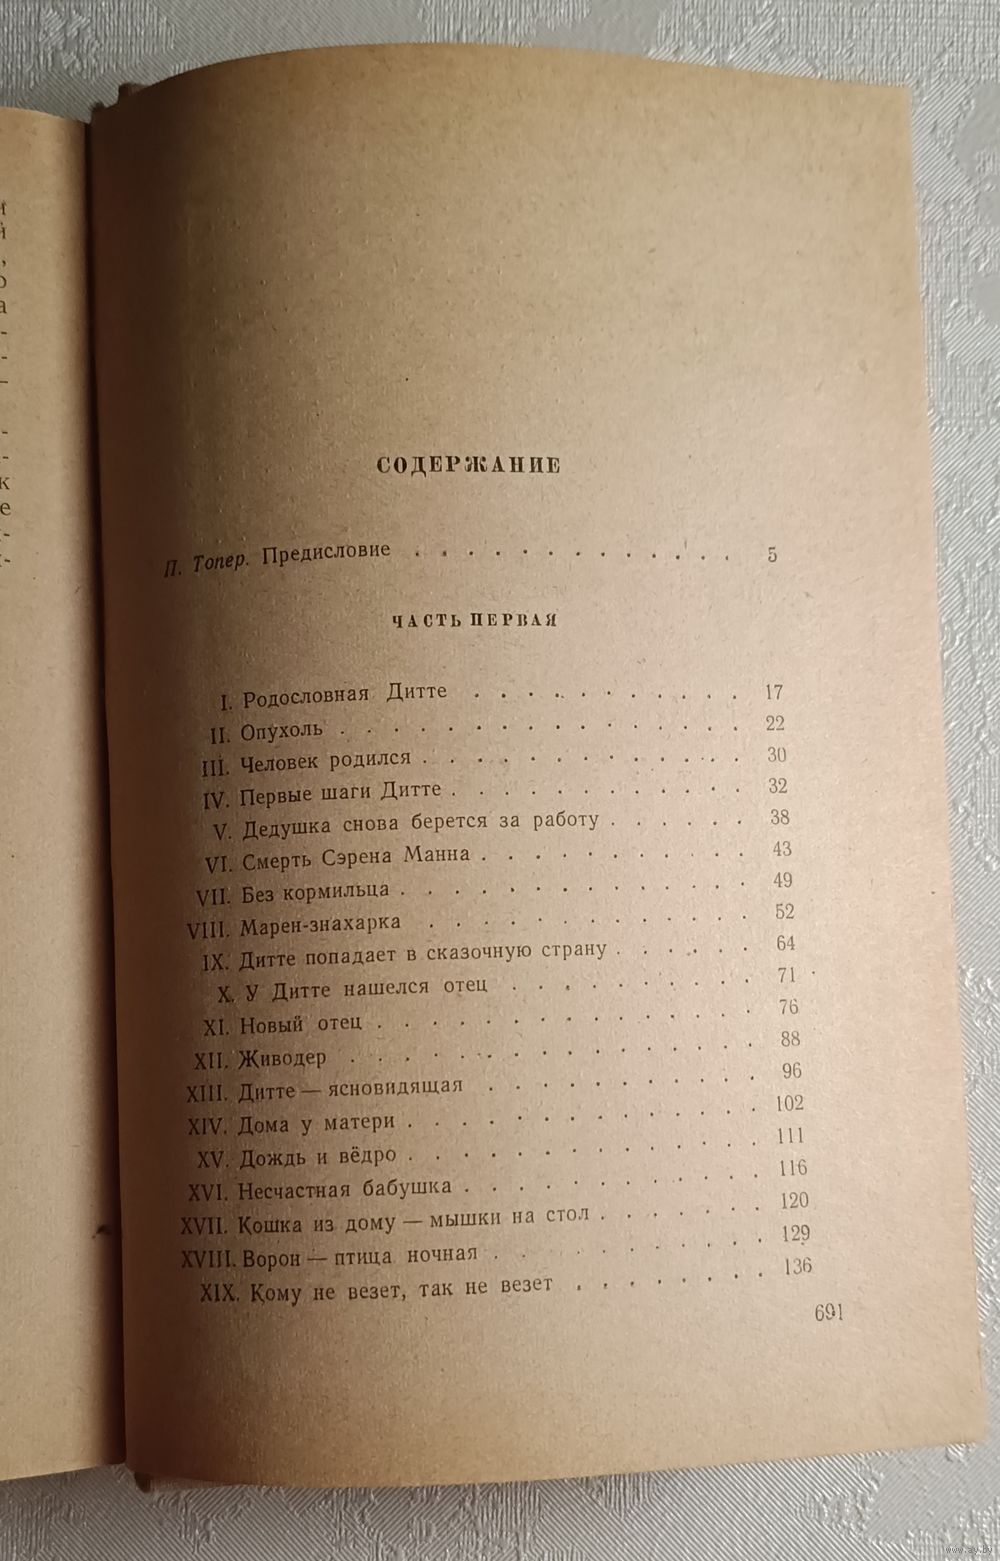 СОДЕРЖАНИЕ
П. Топер. Предисловие . . . . . . . . . . . . 5
ЧАСТЬ ПЕРВАЯ
I. Родословная Дитте . . . . . . . . . . 17
II. Опухоль . . . . . . . . . . . . . . . 22
III. Человек родился . . . . . . . . . . . . 30
IV. Первые шаги Дитте . . . . . . . . . . . 32
V. Дедушка снова берется за работу . . . . . 38
VI. Смерть Сэрена Манна . . . . . . . . . . 43
VII. Без кормильца . . . . . . . . . . . . . 49
VIII. Марен-знахарка . . . . . . . . . . . . 52
IX. Дитте попадает в сказочную страну . . . . . 64
X. У Дитте нашелся отец . . . . . . . . . 71
XI. Новый отец . . . . . . . . . . . . . . 76
XII. Живодер . . . . . . . . . . . . . . . 88
XIII. Дитте — ясновидящая . . . . . . . . . . 96
XIV. Дома у матери . . . . . . . . . . . . . 102
XV. Дождь и вёдро . . . . . . . . . . . . . 111
XVI. Несчастная бабушка . . . . . . . . . . . 116
XVII. Кошка из дому — мышки на стол . . . . . . 120
XVIII. Ворон — птица ночная . . . . . . . . . . 129
XIX. Кому не везет, так не везет . . . . . . . 136
691
www.ay.by